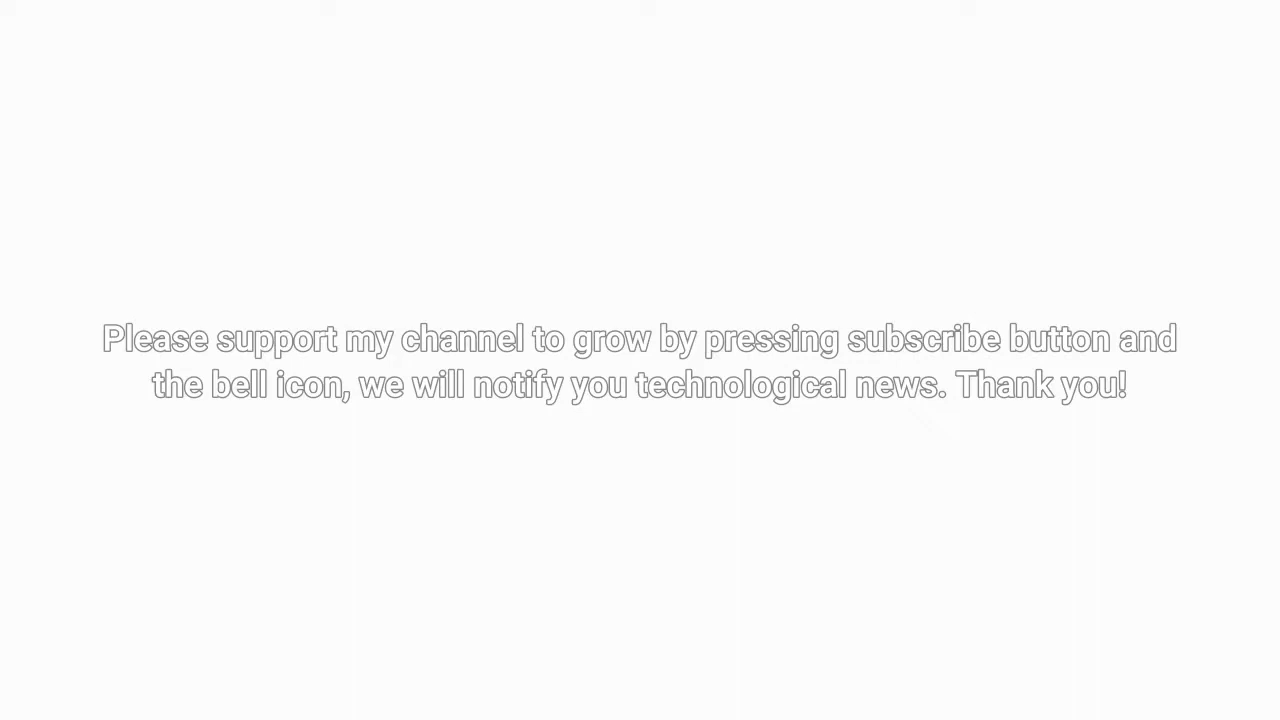 Please support my channel to grow by pressing subscribe button and
the bell icon, we will notify you technological news. Thank you!